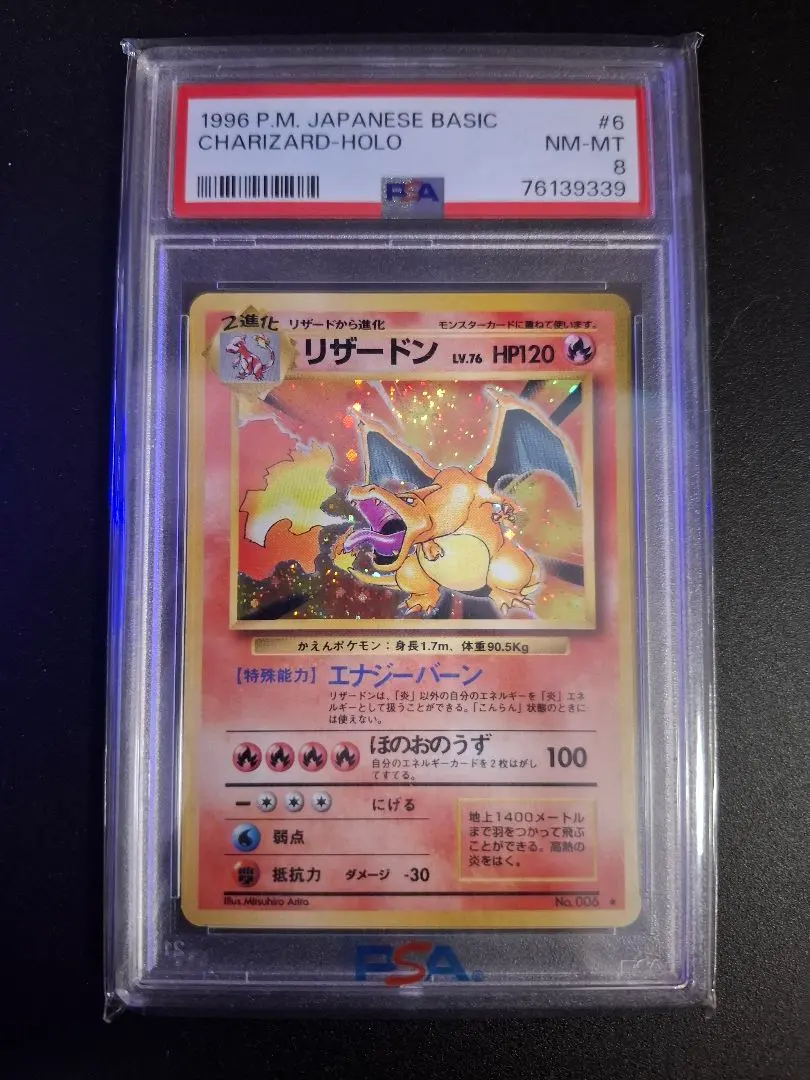 1996 P.M. JAPANESE BASIC #6
CHARIZARD-HOLO NM-MT
8
PSA 76139339
2進化 リザードから進化 モンスターカードに重ねて使います。
リザードン LV.76 HP120
かえんポケモン：身長1.7m、体重90.5Kg
【特殊能力】エナジーバーン
リザードンは、「炎」以外の自分のエネルギーを「炎」エネ
ルギーとして扱うことができる。「こんらん」状態のときに
は使えない。
ほのおのうず 100
自分のエネルギーカードを2枚はがし
てすてる。
にげる
弱点
抵抗力 ダメージ -30
地上1400メートル
まで羽をつかって飛ぶ
ことができる。高熱の
炎をはく。
Illus.Mitsuhiro Arita No.006 ★
PSA®